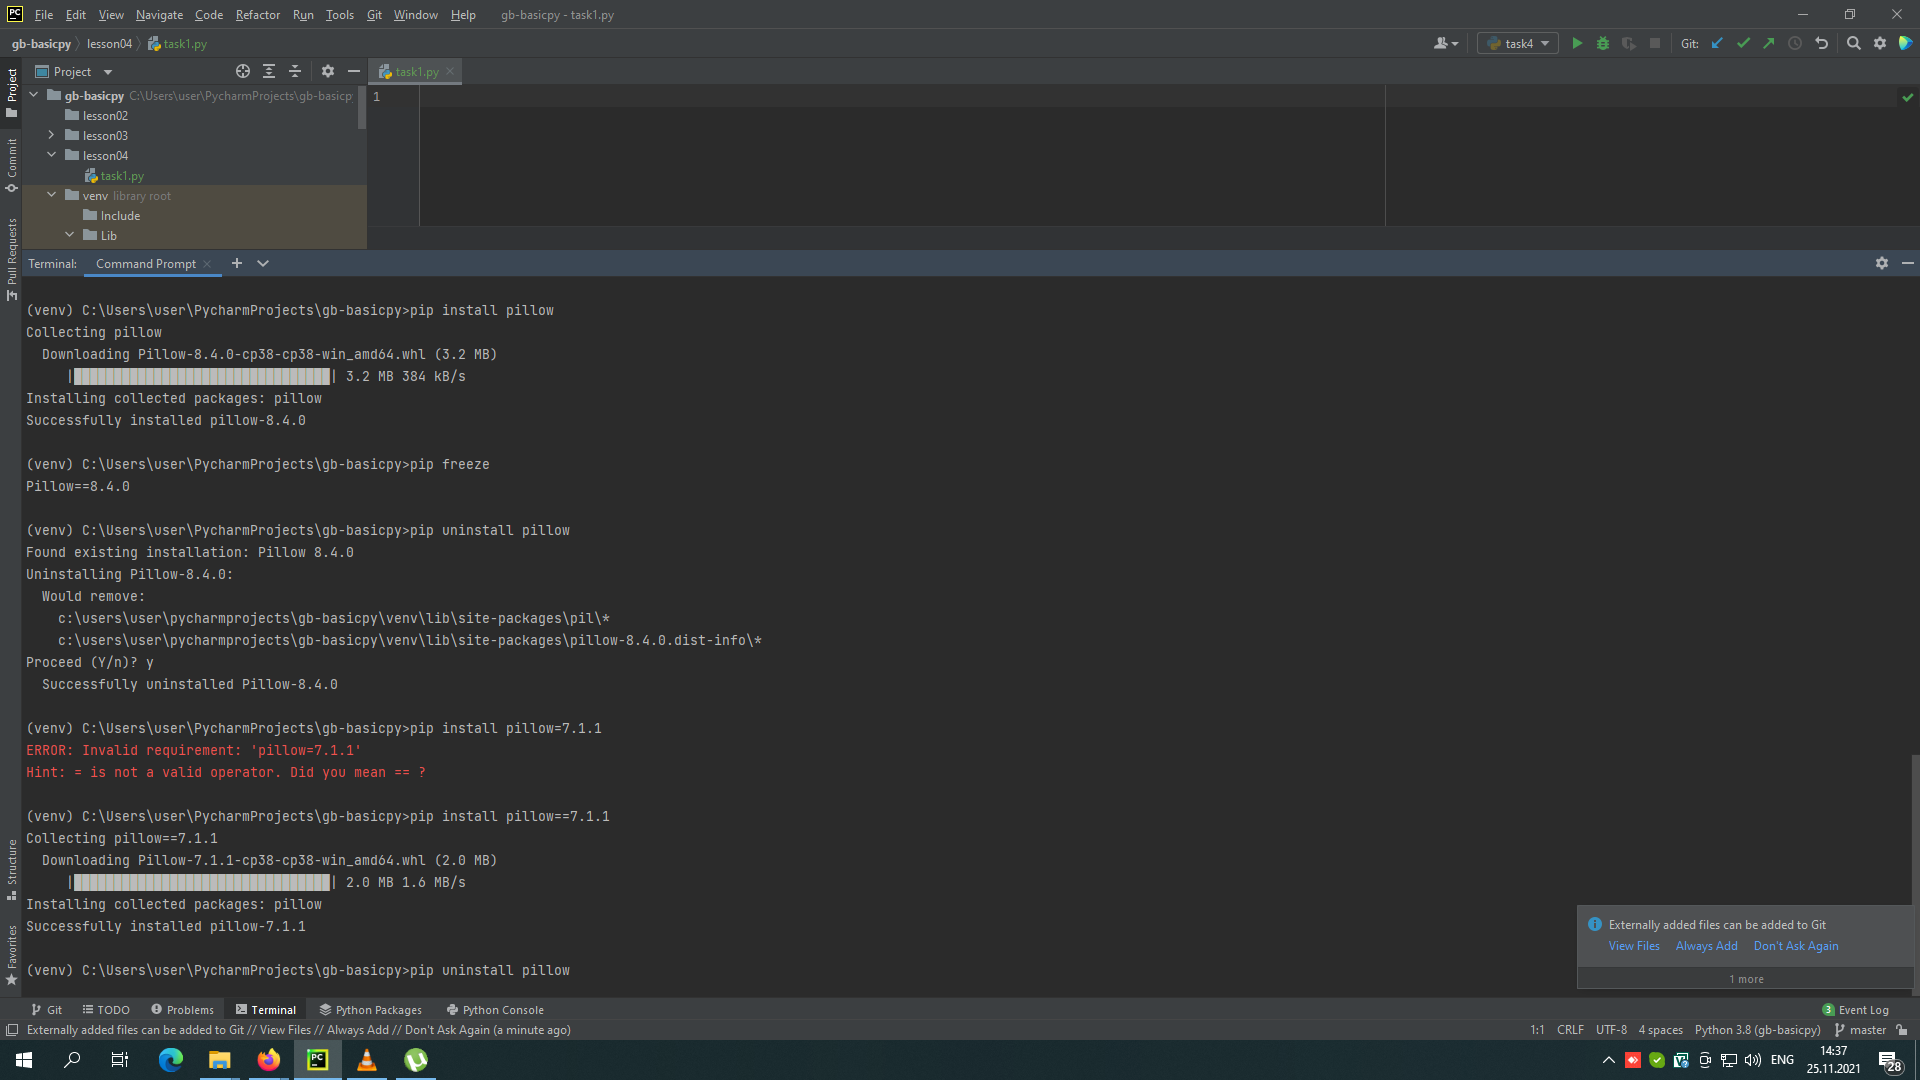 PC File Edit View Navigate Code Refactor Run Tools Git Window Help gb-basicpy - task1.py
gb-basicpy lesson04 task1.py task4 Git:
Project
task1.py
gb-basicpy C:\Users\user\PycharmProjects\gb-basicp
1
lesson02
lesson03
lesson04
task1.py
venv library root
Include
Lib
Project
Commit
Pull Requests
Structure
Favorites
Terminal: Command Prompt
(venv) C:\Users\user\PycharmProjects\gb-basicpy>pip install pillow
Collecting pillow
Downloading Pillow-8.4.0-cp38-cp38-win_amd64.whl (3.2 MB)
|████████████████████████████████| 3.2 MB 384 kB/s
Installing collected packages: pillow
Successfully installed pillow-8.4.0
(venv) C:\Users\user\PycharmProjects\gb-basicpy>pip freeze
Pillow==8.4.0
(venv) C:\Users\user\PycharmProjects\gb-basicpy>pip uninstall pillow
Found existing installation: Pillow 8.4.0
Uninstalling Pillow-8.4.0:
Would remove:
c:\users\user\pycharmprojects\gb-basicpy\venv\lib\site-packages\pil\*
c:\users\user\pycharmprojects\gb-basicpy\venv\lib\site-packages\pillow-8.4.0.dist-info\*
Proceed (Y/n)? y
Successfully uninstalled Pillow-8.4.0
(venv) C:\Users\user\PycharmProjects\gb-basicpy>pip install pillow=7.1.1
ERROR: Invalid requirement: 'pillow=7.1.1'
Hint: = is not a valid operator. Did you mean == ?
(venv) C:\Users\user\PycharmProjects\gb-basicpy>pip install pillow==7.1.1
Collecting pillow==7.1.1
Downloading Pillow-7.1.1-cp38-cp38-win_amd64.whl (2.0 MB)
|████████████████████████████████| 2.0 MB 1.6 MB/s
Installing collected packages: pillow
Successfully installed pillow-7.1.1
(venv) C:\Users\user\PycharmProjects\gb-basicpy>pip uninstall pillow
Externally added files can be added to Git
View Files Always Add Don't Ask Again
1 more
Git TODO Problems Terminal Python Packages Python Console 3 Event Log
Externally added files can be added to Git // View Files // Always Add // Don't Ask Again (a minute ago) 1:1 CRLF UTF-8 4 spaces Python 3.8 (gb-basicpy) master
PC ENG 14:37
25.11.2021 28